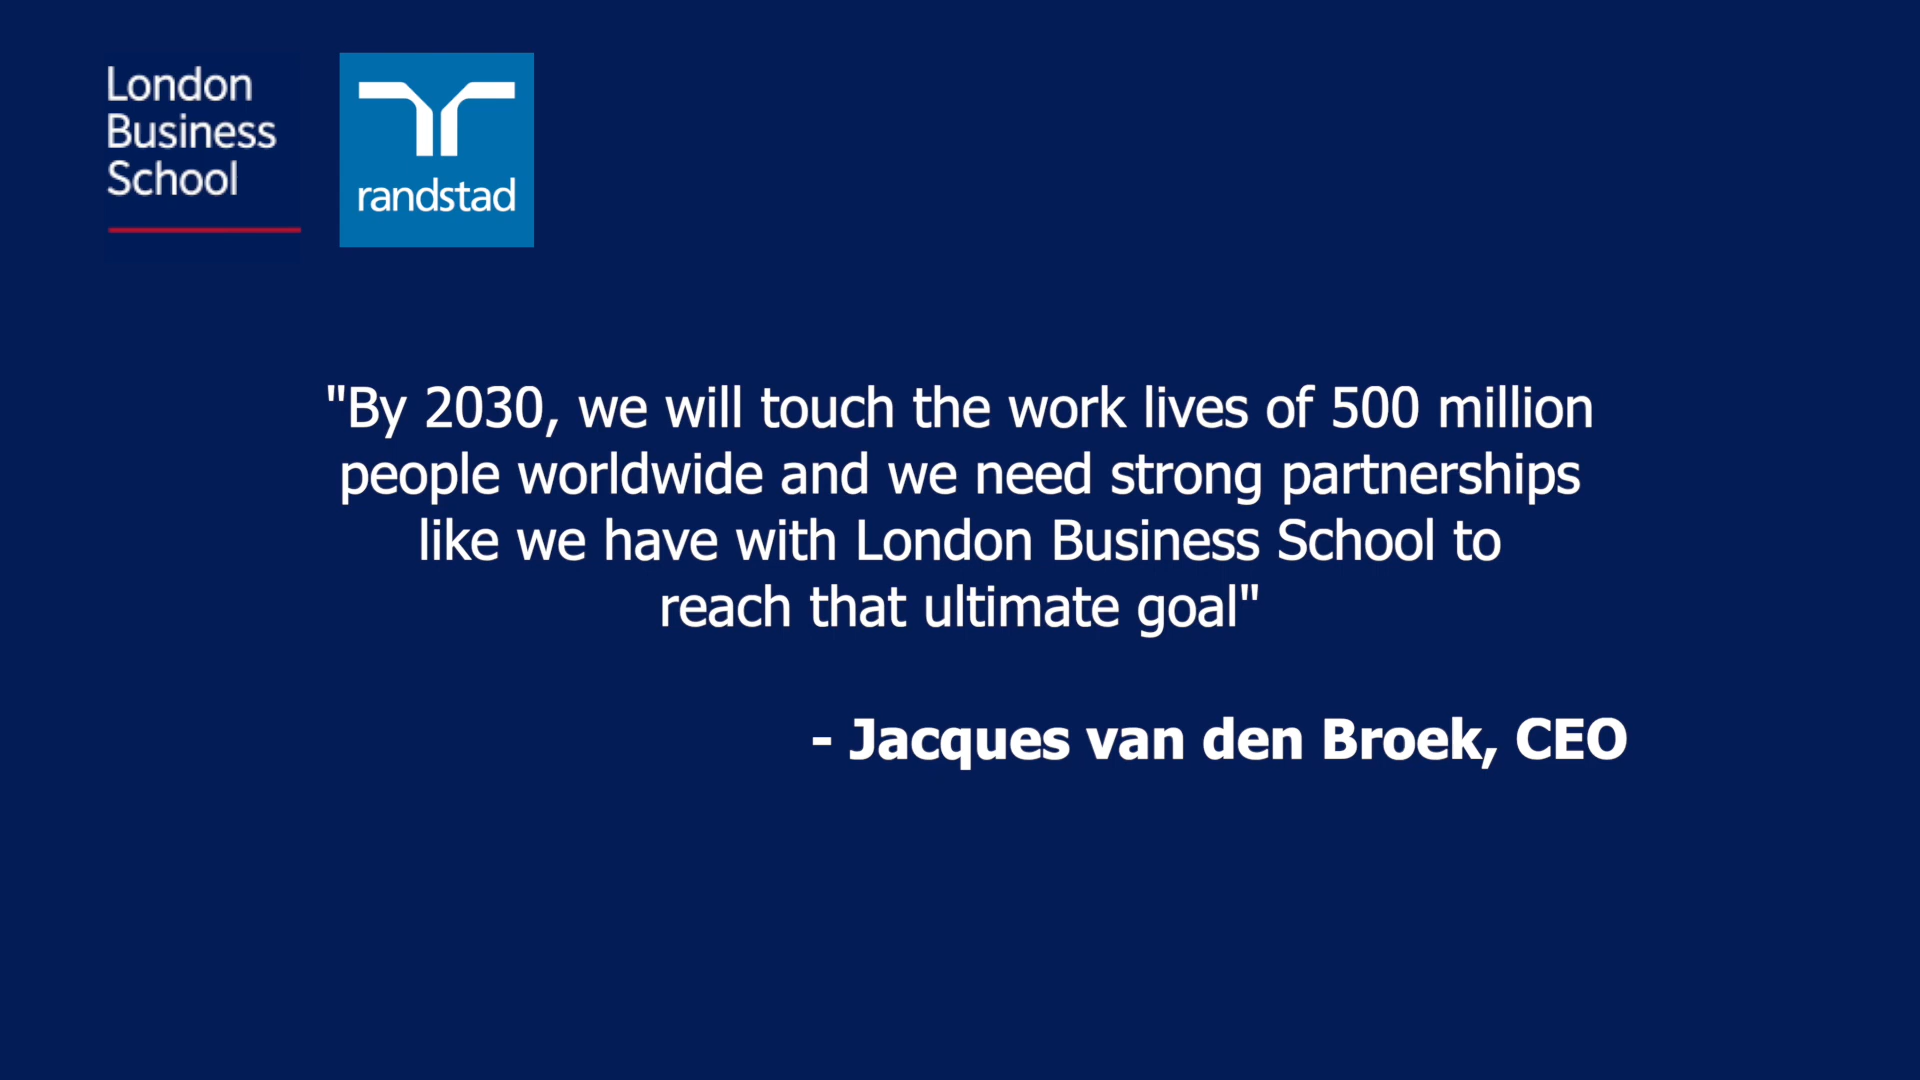 London
Business
School
randstad
"By 2030, we will touch the work lives of 500 million
people worldwide and we need strong partnerships
like we have with London Business School to
reach that ultimate goal"
- Jacques van den Broek, CEO